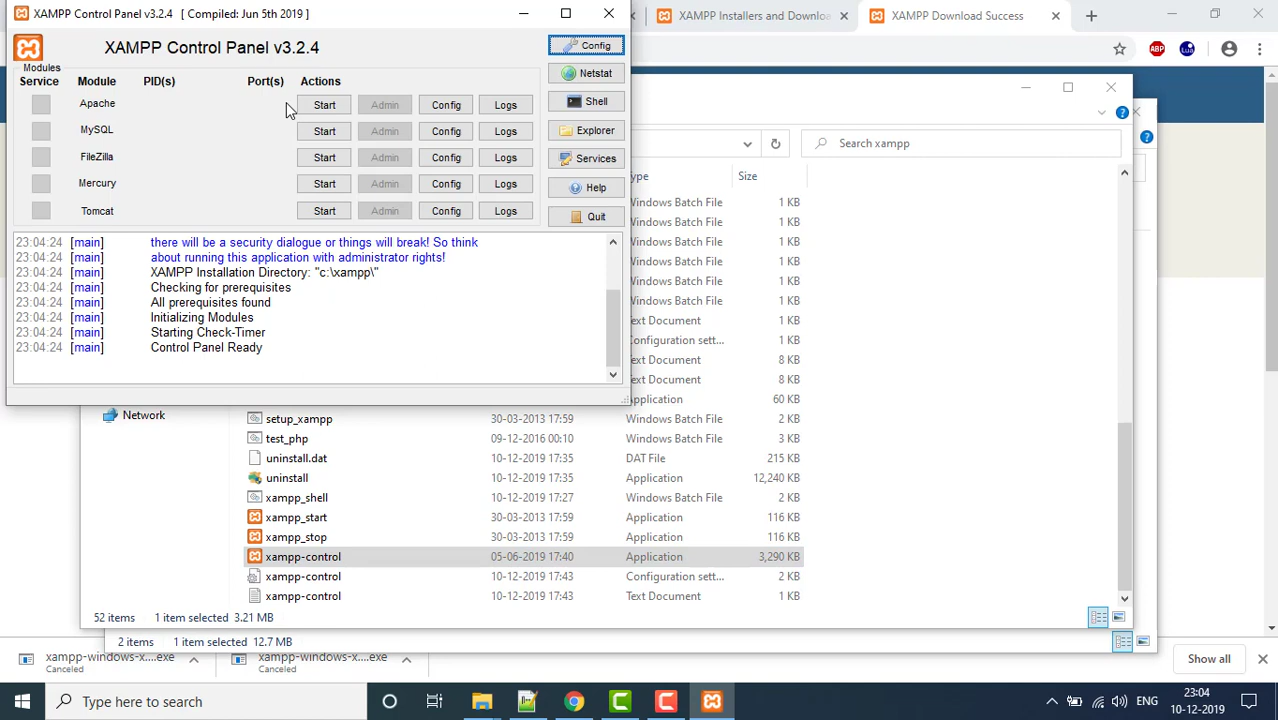 XAMPP Control Panel v3.2.4 [ Compiled: Jun 5th 2019 ]
XAMPP Installers and Downloa
XAMPP Download Success
XAMPP Control Panel v3.2.4
Config
Modules
Service Module PID(s) Port(s) Actions
Netstat
Apache Start Admin Config Logs
Shell
MySQL Start Admin Config Logs
Explorer
FileZilla Start Admin Config Logs
Services
Mercury Start Admin Config Logs
Help
Tomcat Start Admin Config Logs
Quit
ABP
Search xampp
ype Size
23:04:24 [main] there will be a security dialogue or things will break! So think
23:04:24 [main] about running this application with administrator rights!
23:04:24 [main] XAMPP Installation Directory: "c:\xampp\"
23:04:24 [main] Checking for prerequisites
23:04:24 [main] All prerequisites found
23:04:24 [main] Initializing Modules
23:04:24 [main] Starting Check-Timer
23:04:24 [main] Control Panel Ready
Windows Batch File 1 KB
Windows Batch File 1 KB
Windows Batch File 1 KB
Windows Batch File 1 KB
Windows Batch File 1 KB
Windows Batch File 1 KB
Text Document 1 KB
Configuration sett... 1 KB
Text Document 8 KB
Text Document 8 KB
Application 60 KB
Network
setup_xampp 30-03-2013 17:59 Windows Batch File 2 KB
test_php 09-12-2016 00:10 Windows Batch File 3 KB
uninstall.dat 10-12-2019 17:35 DAT File 215 KB
uninstall 10-12-2019 17:35 Application 12,240 KB
xampp_shell 10-12-2019 17:27 Windows Batch File 2 KB
xampp_start 30-03-2013 17:59 Application 116 KB
xampp_stop 30-03-2013 17:59 Application 116 KB
xampp-control 05-06-2019 17:40 Application 3,290 KB
xampp-control 10-12-2019 17:43 Configuration sett... 2 KB
xampp-control 10-12-2019 17:43 Text Document 1 KB
52 items 1 item selected 3.21 MB
2 items 1 item selected 12.7 MB
xampp-windows-x....exe
Canceled
xampp-windows-x....exe
Canceled
Show all
Type here to search
ENG
23:04
10-12-2019